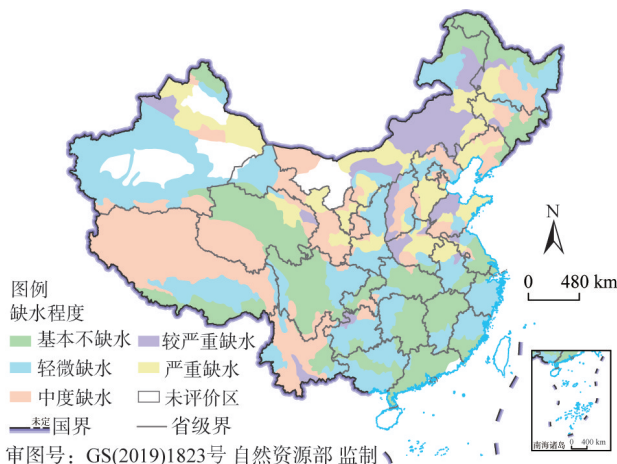 N
0 480 km
图例
缺水程度
基本不缺水 较严重缺水
轻微缺水 严重缺水
中度缺水 未评价区
未定 国界 省级界
南海诸岛 0 400 km
审图号：GS(2019)1823号 自然资源部 监制